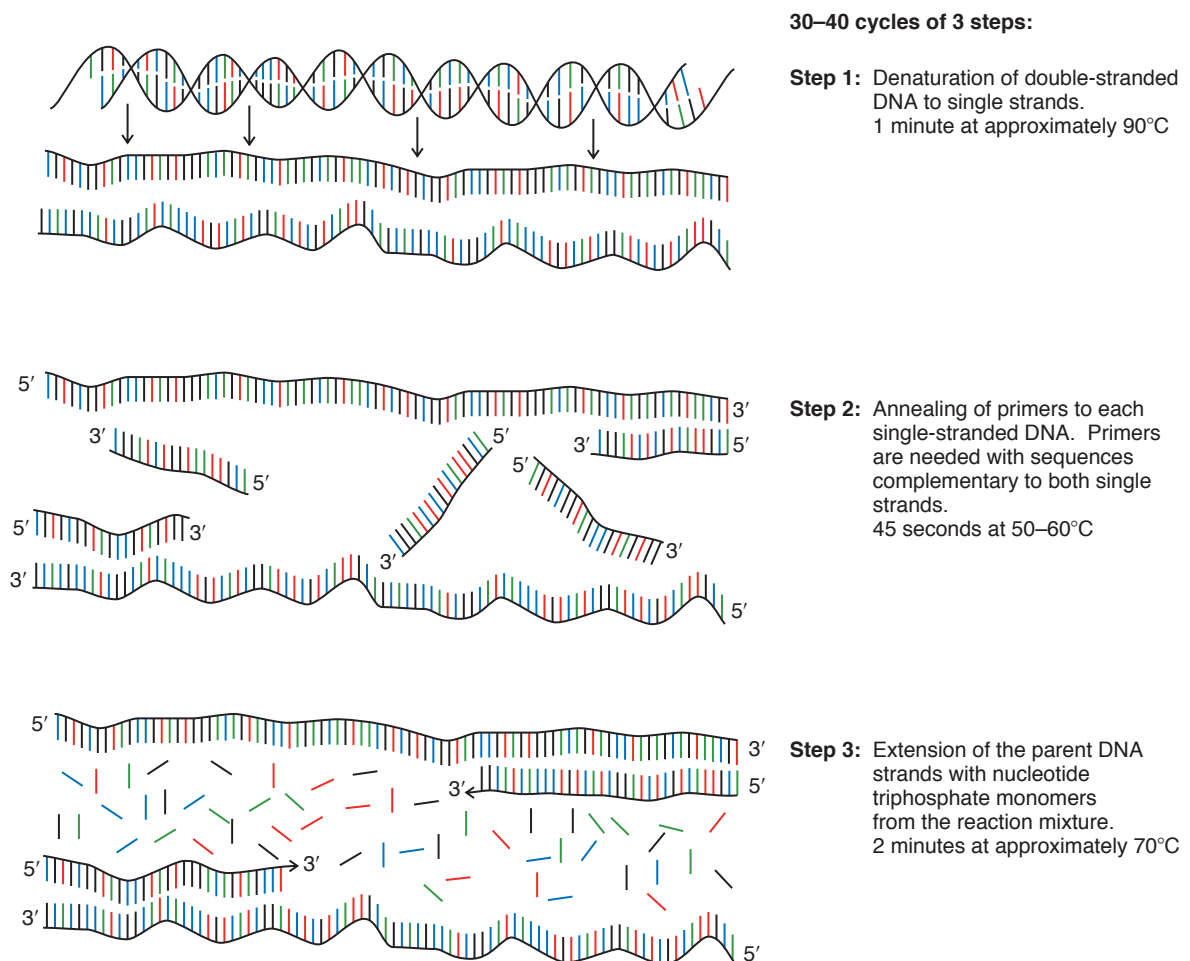 30–40 cycles of 3 steps:
Step 1: Denaturation of double-stranded
DNA to single strands.
1 minute at approximately 90°C
5′
3′
Step 2: Annealing of primers to each
single-stranded DNA. Primers
are needed with sequences
complementary to both single
strands.
45 seconds at 50–60°C
3′
5′
5′
3′
5′
5′
3′
3′
3′
5′
3′
5′
5′
3′
Step 3: Extension of the parent DNA
strands with nucleotide
triphosphate monomers
from the reaction mixture.
2 minutes at approximately 70°C
3′
5′
5′
3′
3′
5′